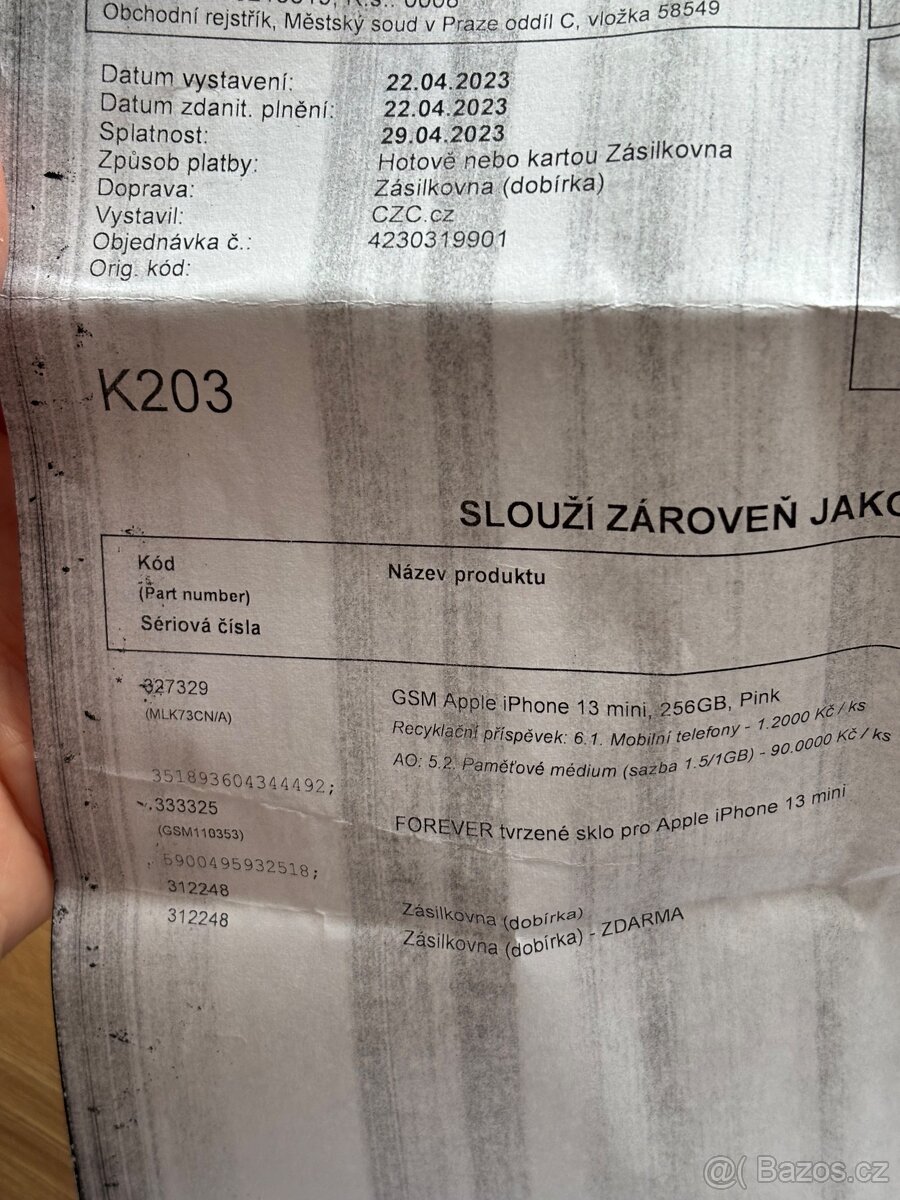 Obchodní rejstřík, Městský soud v Praze oddíl C, vložka 58549
Datum vystavení: 22.04.2023
Datum zdanit. plnění: 22.04.2023
Splatnost: 29.04.2023
Způsob platby: Hotově nebo kartou Zásilkovna
Doprava: Zásilkovna (dobírka)
Vystavil: CZC.cz
Objednávka č.: 4230319901
Orig. kód:
K203
SLOUŽÍ ZÁROVEŇ JAKO
Kód
(Part number)
Sériová čísla
Název produktu
* 327329 GSM Apple iPhone 13 mini, 256GB, Pink
(MLK73CN/A) Recyklační příspěvek: 6.1. Mobilní telefony - 1.2000 Kč / ks
AO: 5.2. Paměťové médium (sazba 1.5/1GB) - 90.0000 Kč / ks
351893604344492;
333325 FOREVER tvrzené sklo pro Apple iPhone 13 mini
(GSM110353)
5900495932518;
312248 Zásilkovna (dobírka)
312248 Zásilkovna (dobírka) - ZDARMA
@( Bazos.cz